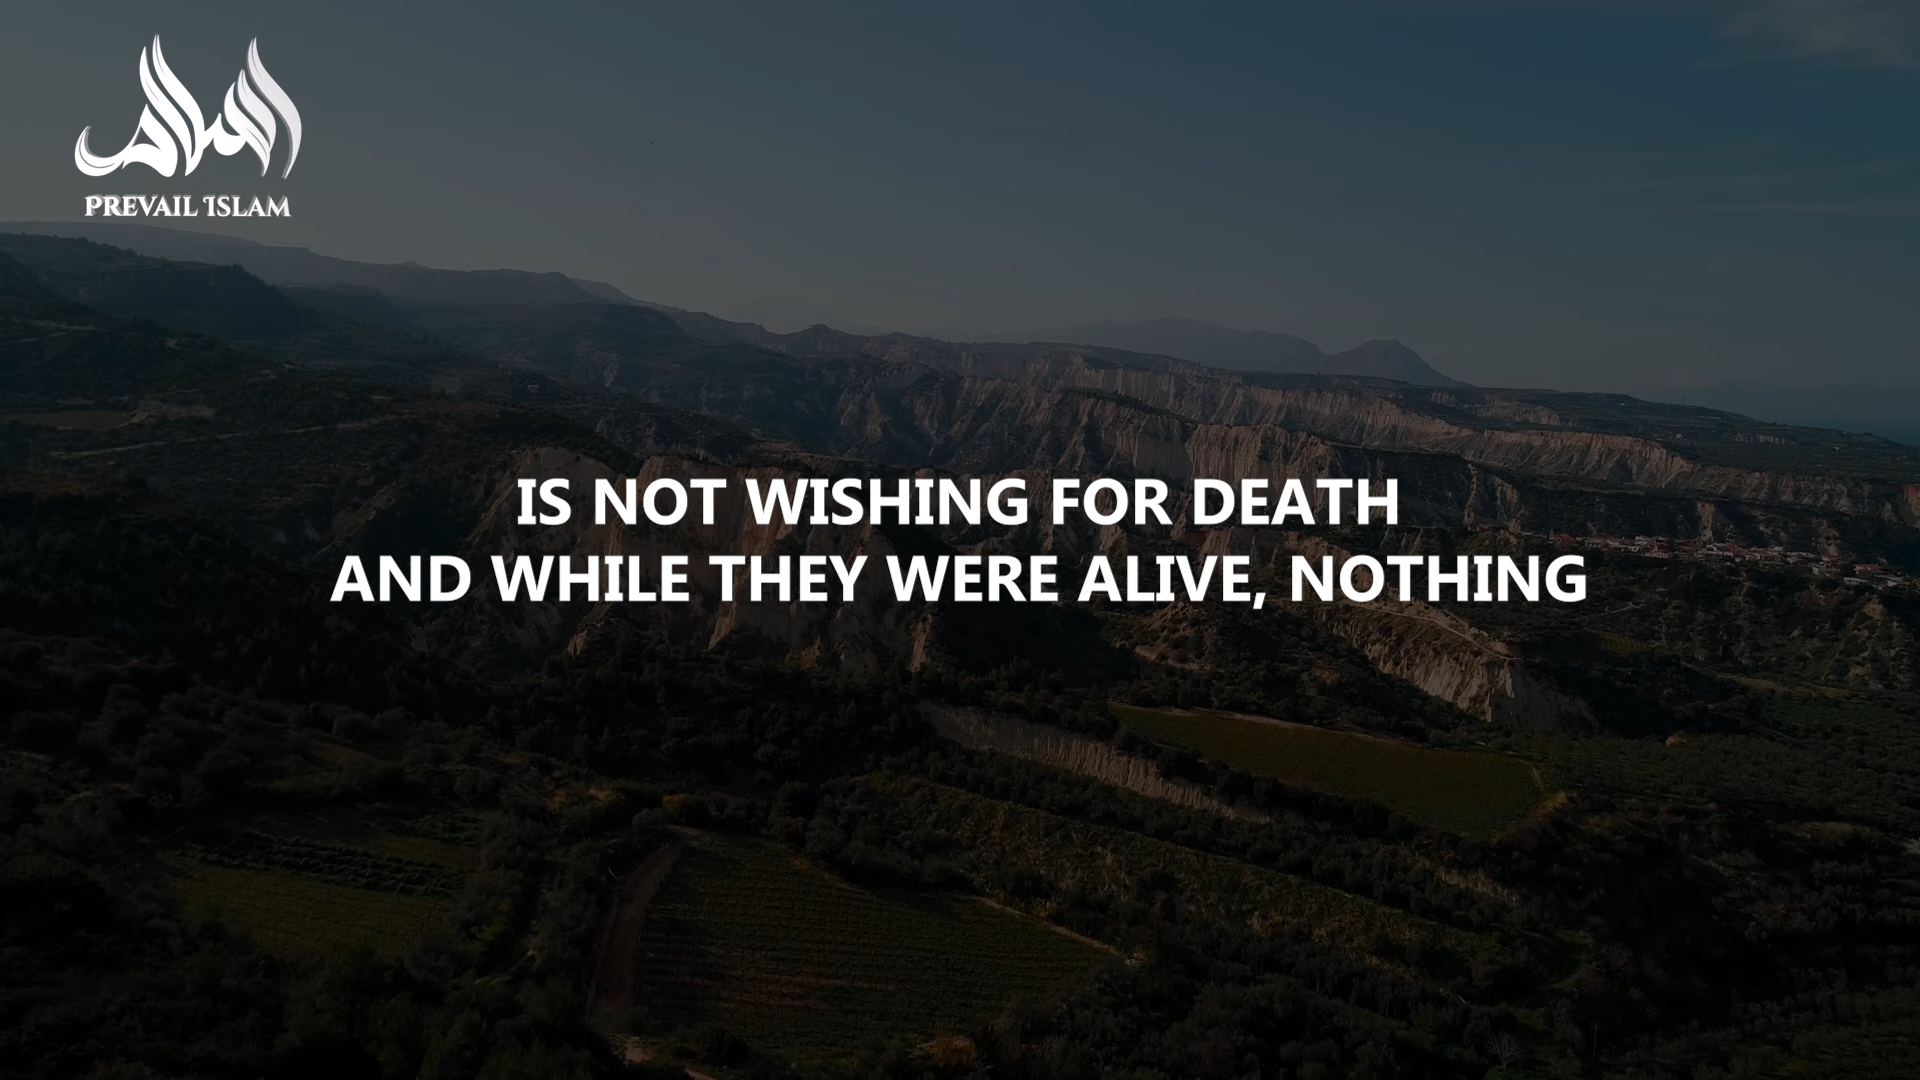 PREVAIL ISLAM
IS NOT WISHING FOR DEATH
AND WHILE THEY WERE ALIVE, NOTHING